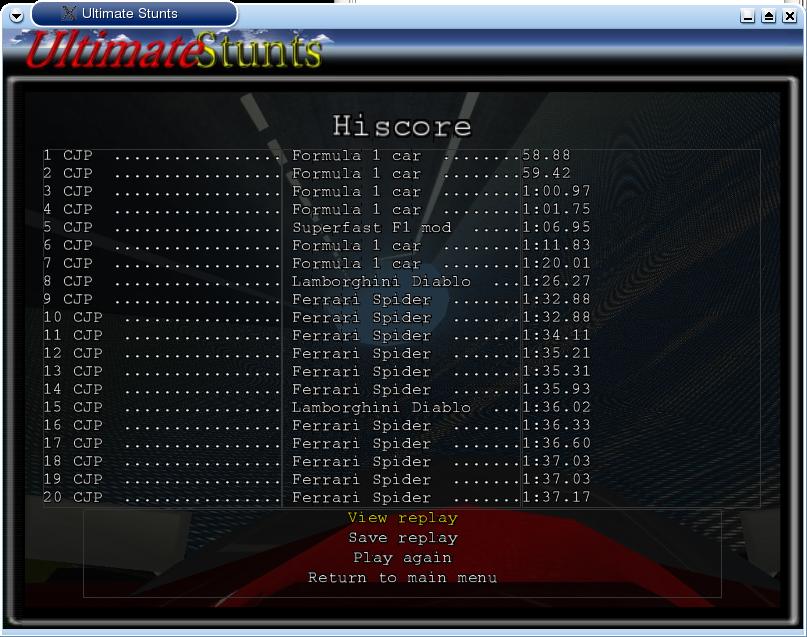 Ultimate Stunts
UltimateStunts
Hiscore
1 CJP ................. Formula 1 car ........58.88
2 CJP ................. Formula 1 car ........59.42
3 CJP ................. Formula 1 car ........1:00.97
4 CJP ................. Formula 1 car ........1:01.75
5 CJP ................. Superfast F1 mod .....1:06.95
6 CJP ................. Formula 1 car ........1:11.83
7 CJP ................. Formula 1 car ........1:20.01
8 CJP ................. Lamborghini Diablo ...1:26.27
9 CJP ................. Ferrari Spider .......1:32.88
10 CJP ................ Ferrari Spider .......1:32.88
11 CJP ................ Ferrari Spider .......1:34.11
12 CJP ................ Ferrari Spider .......1:35.21
13 CJP ................ Ferrari Spider .......1:35.31
14 CJP ................ Ferrari Spider .......1:35.93
15 CJP ................ Lamborghini Diablo ...1:36.02
16 CJP ................ Ferrari Spider .......1:36.33
17 CJP ................ Ferrari Spider .......1:36.60
18 CJP ................ Ferrari Spider .......1:37.03
19 CJP ................ Ferrari Spider .......1:37.03
20 CJP ................ Ferrari Spider .......1:37.17
View replay
Save replay
Play again
Return to main menu